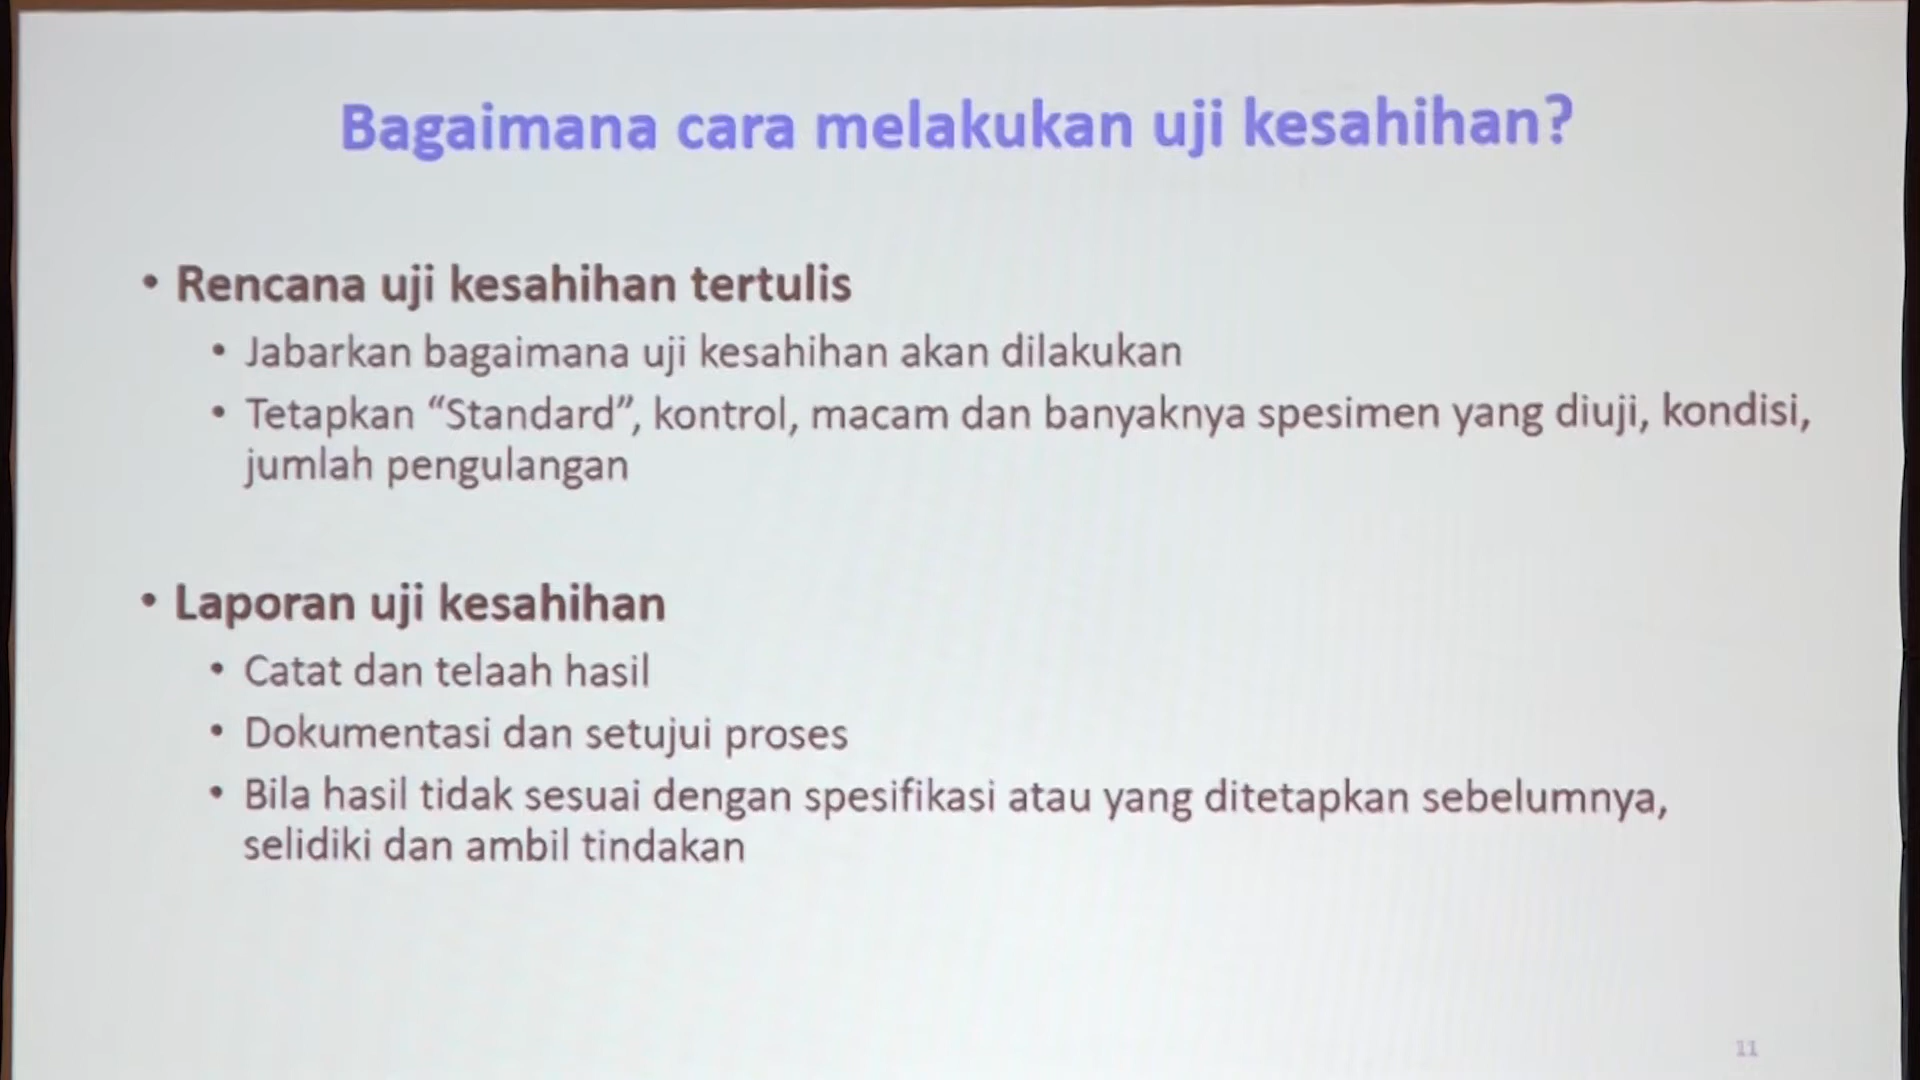 Bagaimana cara melakukan uji kesahihan?
• Rencana uji kesahihan tertulis
• Jabarkan bagaimana uji kesahihan akan dilakukan
• Tetapkan “Standard”, kontrol, macam dan banyaknya spesimen yang diuji, kondisi,
jumlah pengulangan
• Laporan uji kesahihan
• Catat dan telaah hasil
• Dokumentasi dan setujui proses
• Bila hasil tidak sesuai dengan spesifikasi atau yang ditetapkan sebelumnya,
selidiki dan ambil tindakan
11